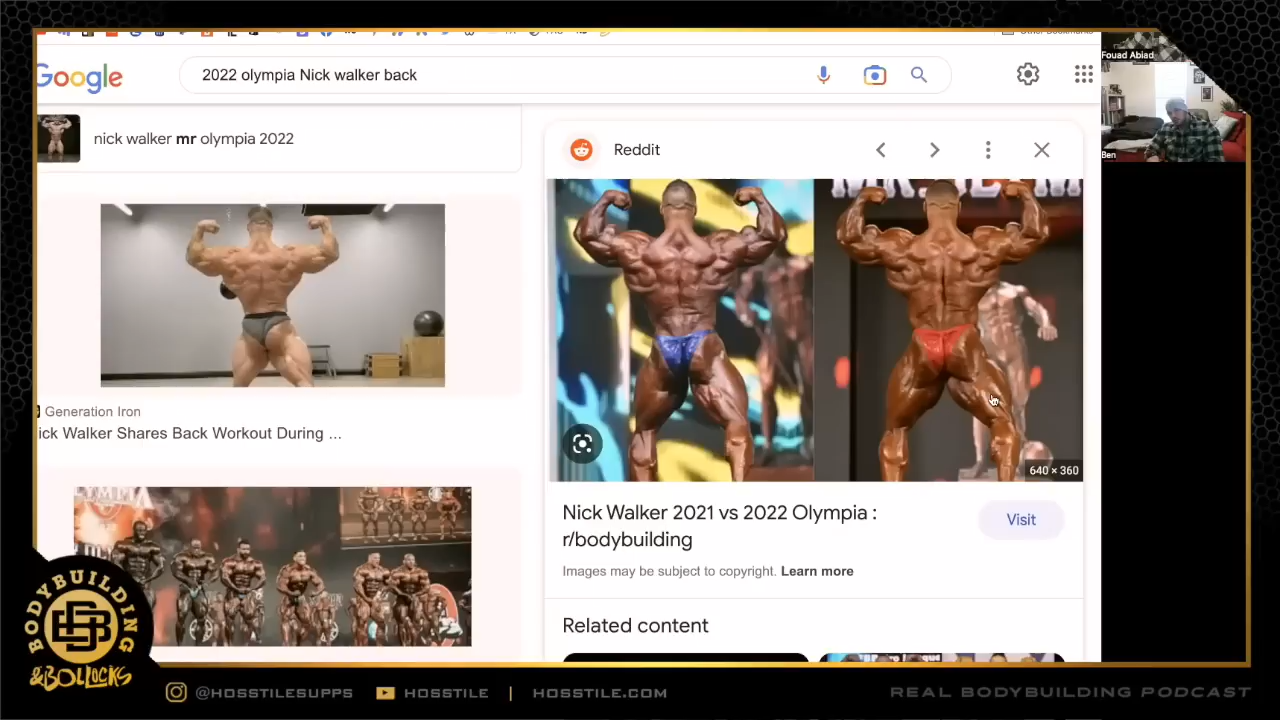 Google
2022 olympia Nick walker back
Fouad Abiad
nick walker mr olympia 2022
Reddit
Ben
Generation Iron
ick Walker Shares Back Workout During ...
640 × 360
Nick Walker 2021 vs 2022 Olympia :
r/bodybuilding
Visit
Images may be subject to copyright. Learn more
Related content
BODYBUILDING
&BOLLOCKS
@HOSSTILESUPPS
HOSSTILE
|
HOSSTILE.COM
REAL BODYBUILDING PODCAST